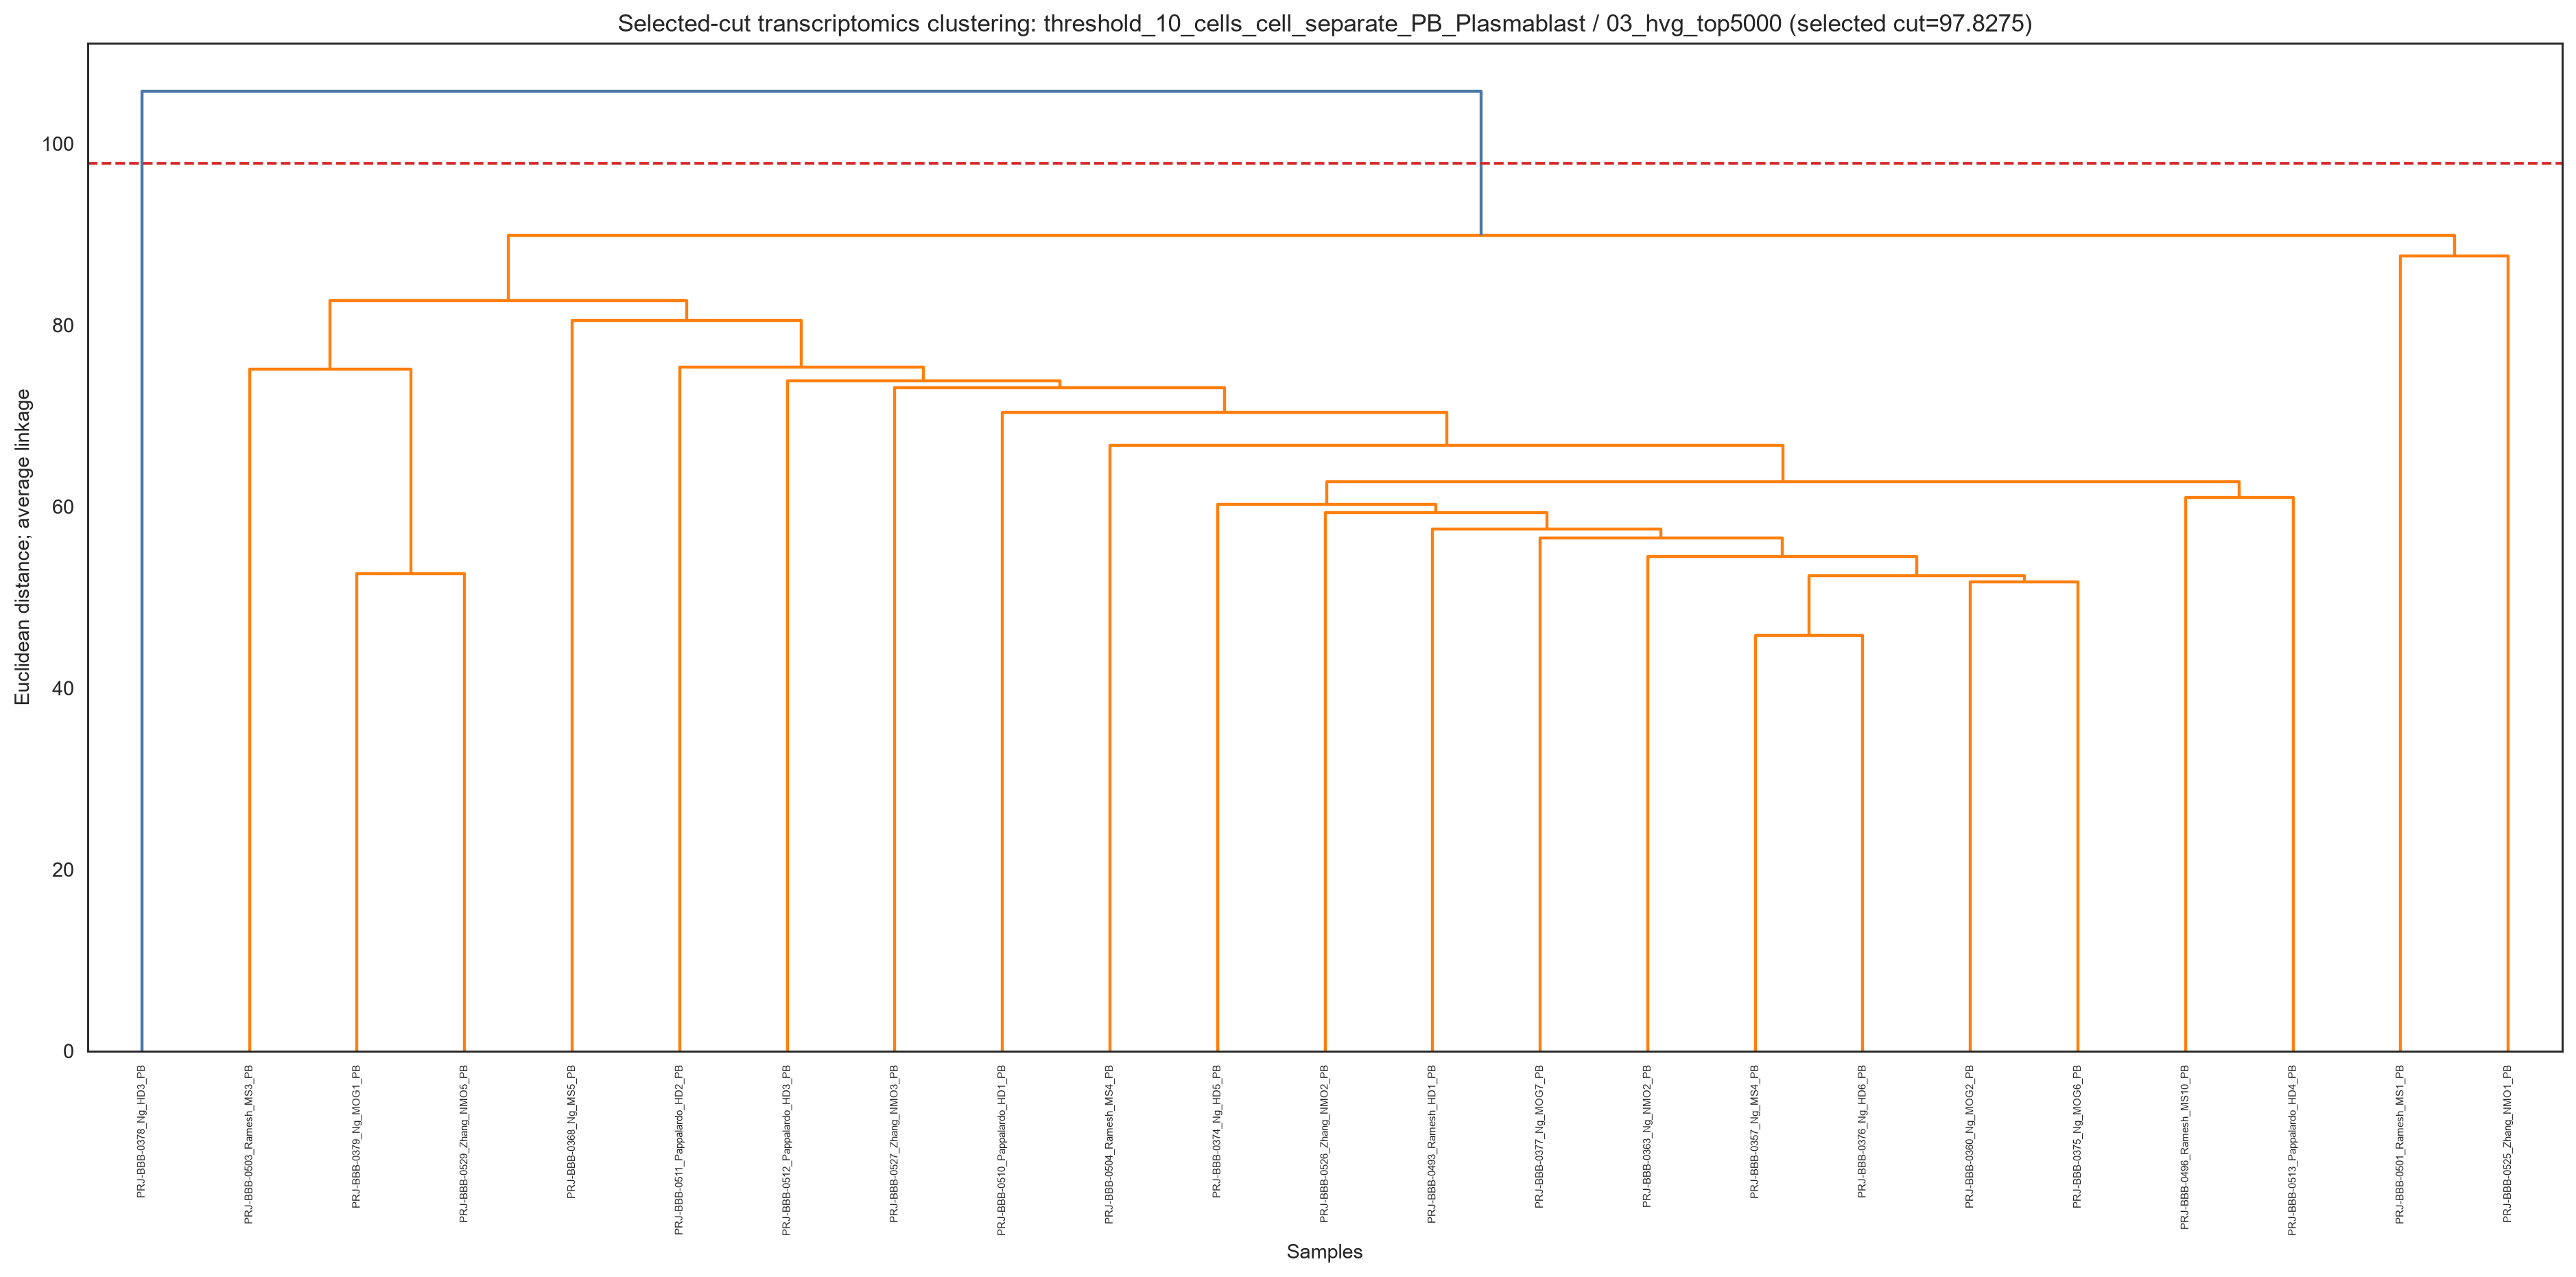 Selected-cut transcriptomics clustering: threshold_10_cells_cell_separate_PB_Plasmablast / 03_hvg_top5000 (selected cut=97.8275)
Euclidean distance; average linkage
100
80
60
40
20
0
PRJ-BBB-0378_Ng_HD3_PB
PRJ-BBB-0503_Ramesh_MS3_PB
PRJ-BBB-0379_Ng_MOG1_PB
PRJ-BBB-0529_Zhang_NMO5_PB
PRJ-BBB-0368_Ng_MS5_PB
PRJ-BBB-0511_Pappalardo_HD2_PB
PRJ-BBB-0512_Pappalardo_HD3_PB
PRJ-BBB-0527_Zhang_NMO3_PB
PRJ-BBB-0510_Pappalardo_HD1_PB
PRJ-BBB-0504_Ramesh_MS4_PB
PRJ-BBB-0374_Ng_HD5_PB
PRJ-BBB-0526_Zhang_NMO2_PB
PRJ-BBB-0493_Ramesh_HD1_PB
PRJ-BBB-0377_Ng_MOG7_PB
PRJ-BBB-0363_Ng_NMO2_PB
PRJ-BBB-0357_Ng_MS4_PB
PRJ-BBB-0376_Ng_HD6_PB
PRJ-BBB-0360_Ng_MOG2_PB
PRJ-BBB-0375_Ng_MOG6_PB
PRJ-BBB-0496_Ramesh_MS10_PB
PRJ-BBB-0513_Pappalardo_HD4_PB
PRJ-BBB-0501_Ramesh_MS1_PB
PRJ-BBB-0525_Zhang_NMO1_PB
Samples